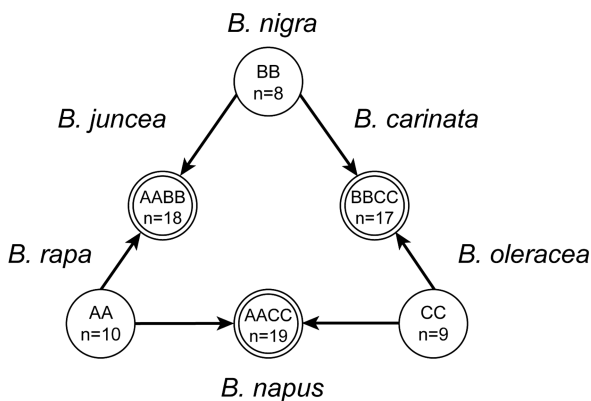 B. nigra
BB
n=8
B. juncea
B. carinata
AABB
n=18
BBCC
n=17
B. rapa
B. oleracea
AA
n=10
AACC
n=19
CC
n=9
B. napus